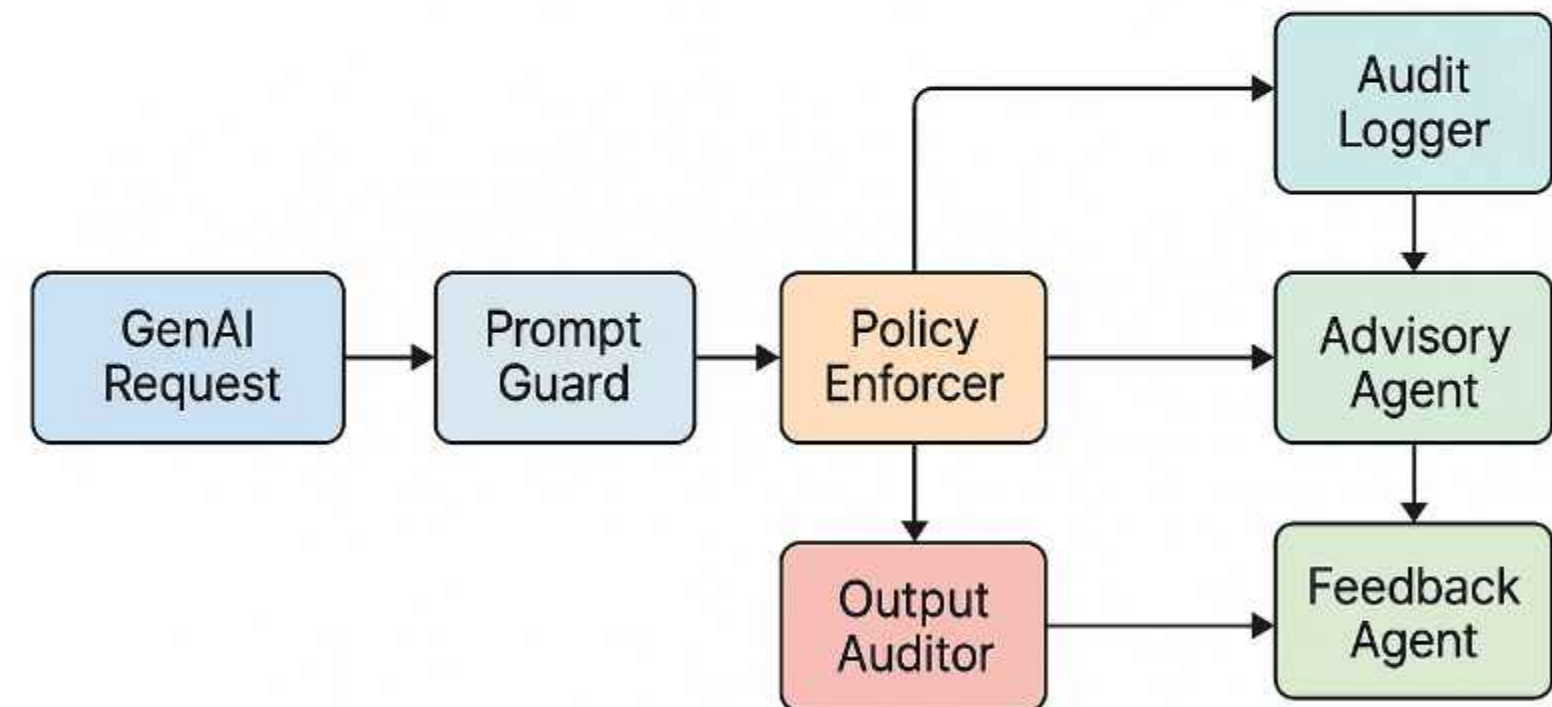 Audit
Logger
GenAI
Request
Prompt
Guard
Policy
Enforcer
Advisory
Agent
Output
Auditor
Feedback
Agent